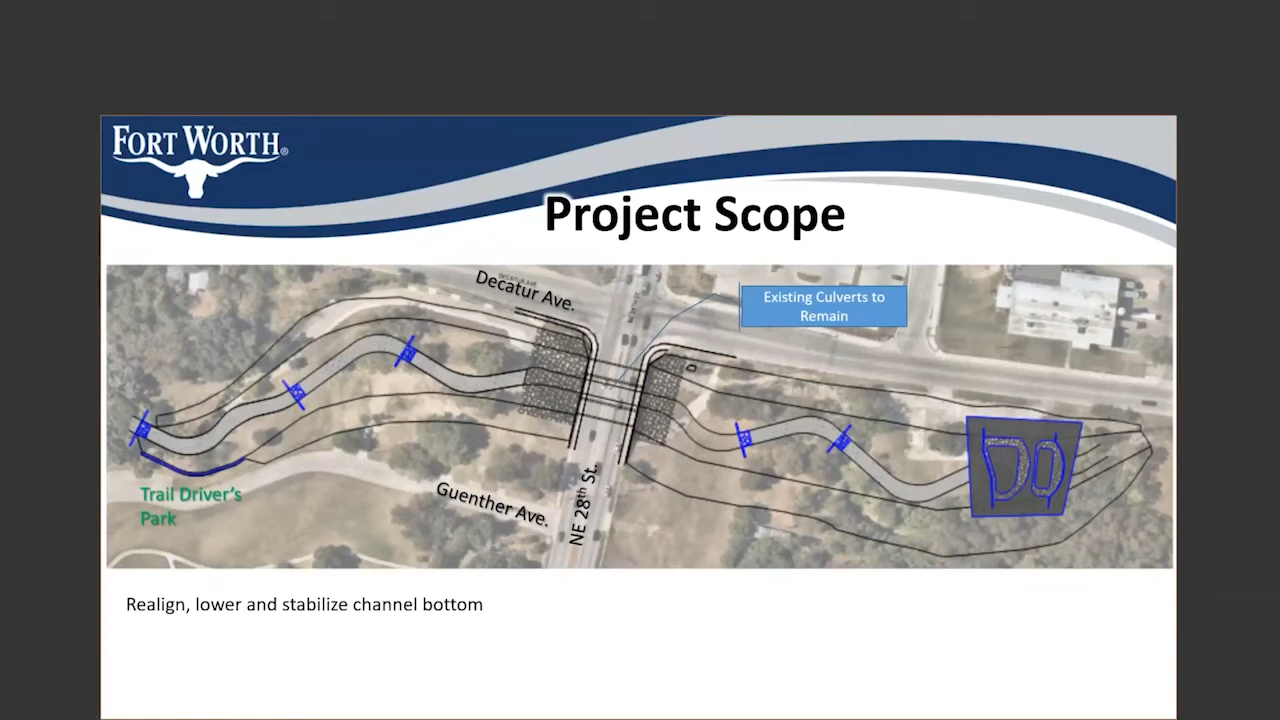 FORT WORTH®
Project Scope
Decatur Ave.
Existing Culverts to
Remain
Trail Driver's
Park
Guenther Ave.
NE 28th St.
Realign, lower and stabilize channel bottom